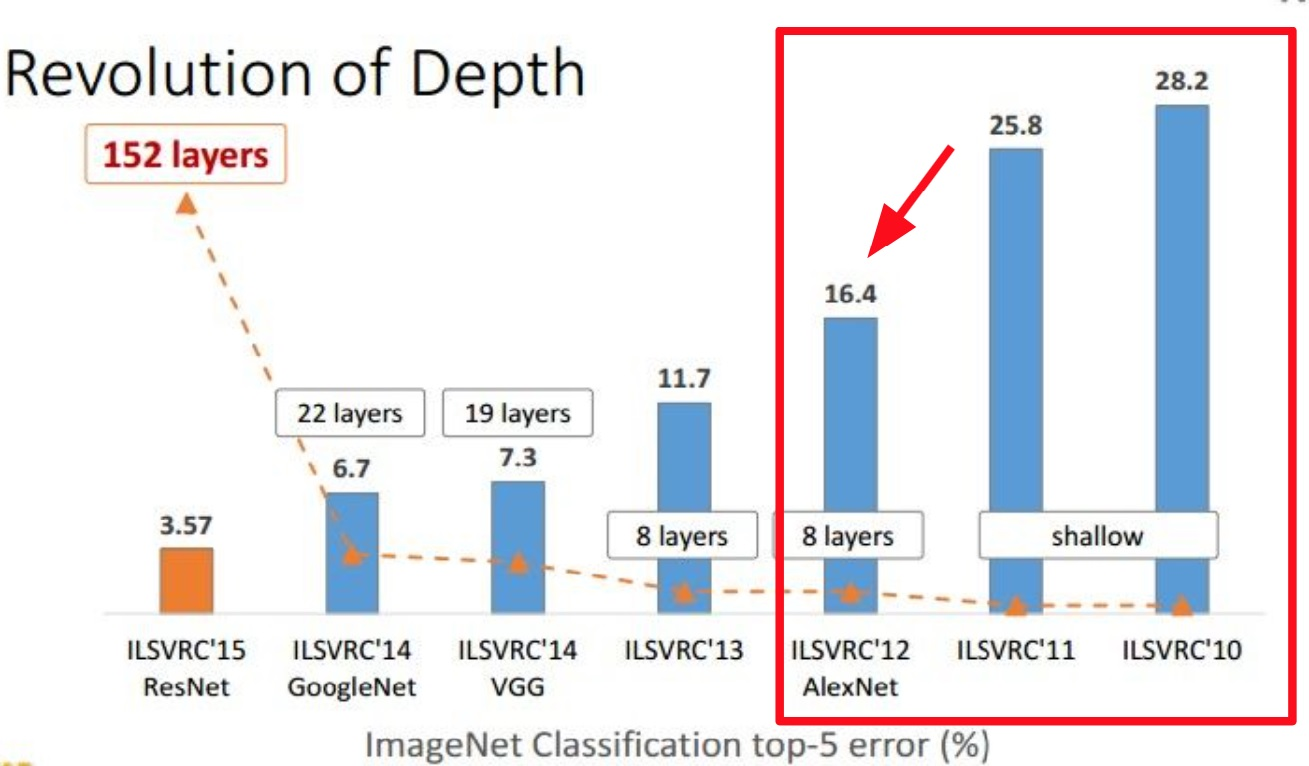 Revolution of Depth
152 layers
28.2
25.8
16.4
11.7
22 layers
19 layers
7.3
6.7
3.57
8 layers
8 layers
shallow
ILSVRC'15
ResNet
ILSVRC'14
GoogleNet
ILSVRC'14
VGG
ILSVRC'13
ILSVRC'12
AlexNet
ILSVRC'11
ILSVRC'10
ImageNet Classification top-5 error (%)